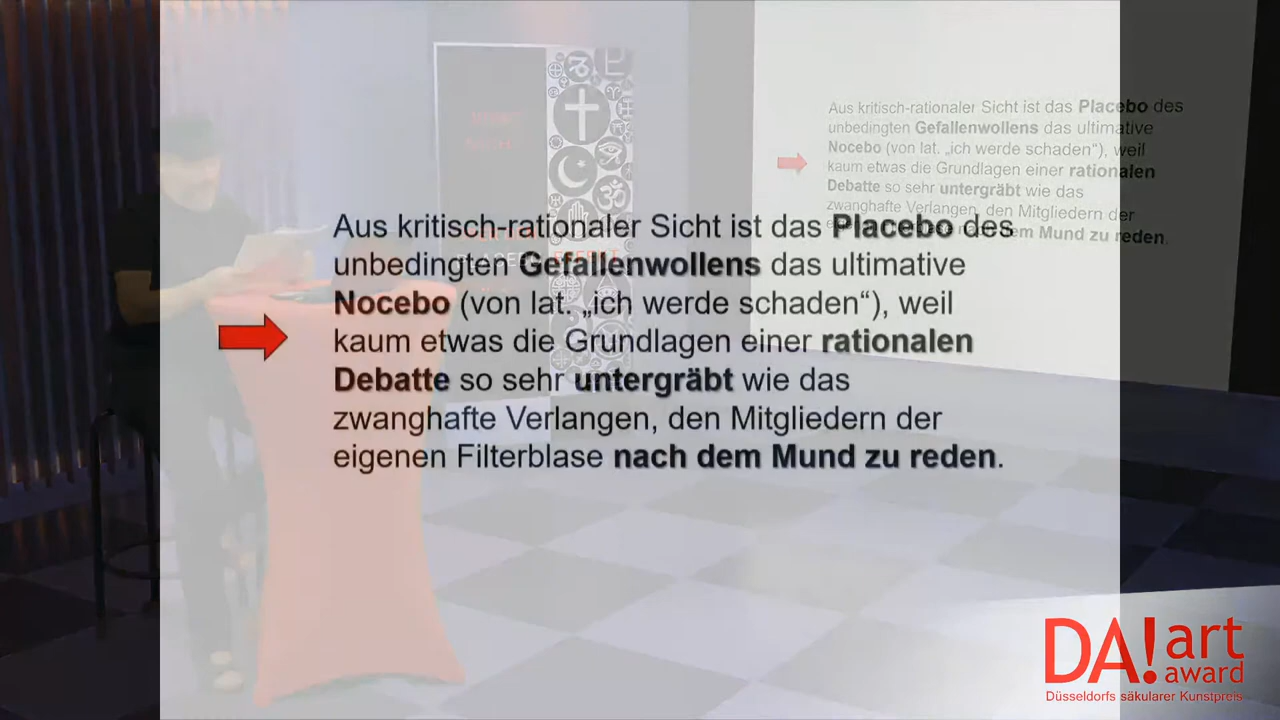 Aus kritisch-rationaler Sicht ist das Placebo des
unbedingten Gefallenwollens das ultimative
Nocebo (von lat. „ich werde schaden“), weil
kaum etwas die Grundlagen einer rationalen
Debatte so sehr untergräbt wie das
zwanghafte Verlangen, den Mitgliedern der
eigenen Filterblase nach dem Mund zu reden.
Aus kritisch-rationaler Sicht ist das Placebo des
unbedingten Gefallenwollens das ultimative
Nocebo (von lat. „ich werde schaden“), weil
kaum etwas die Grundlagen einer rationalen
Debatte so sehr untergräbt wie das
zwanghafte Verlangen, den Mitgliedern der
dem Mund zu reden.
DA!art
award
Düsseldorfs säkularer Kunstpreis